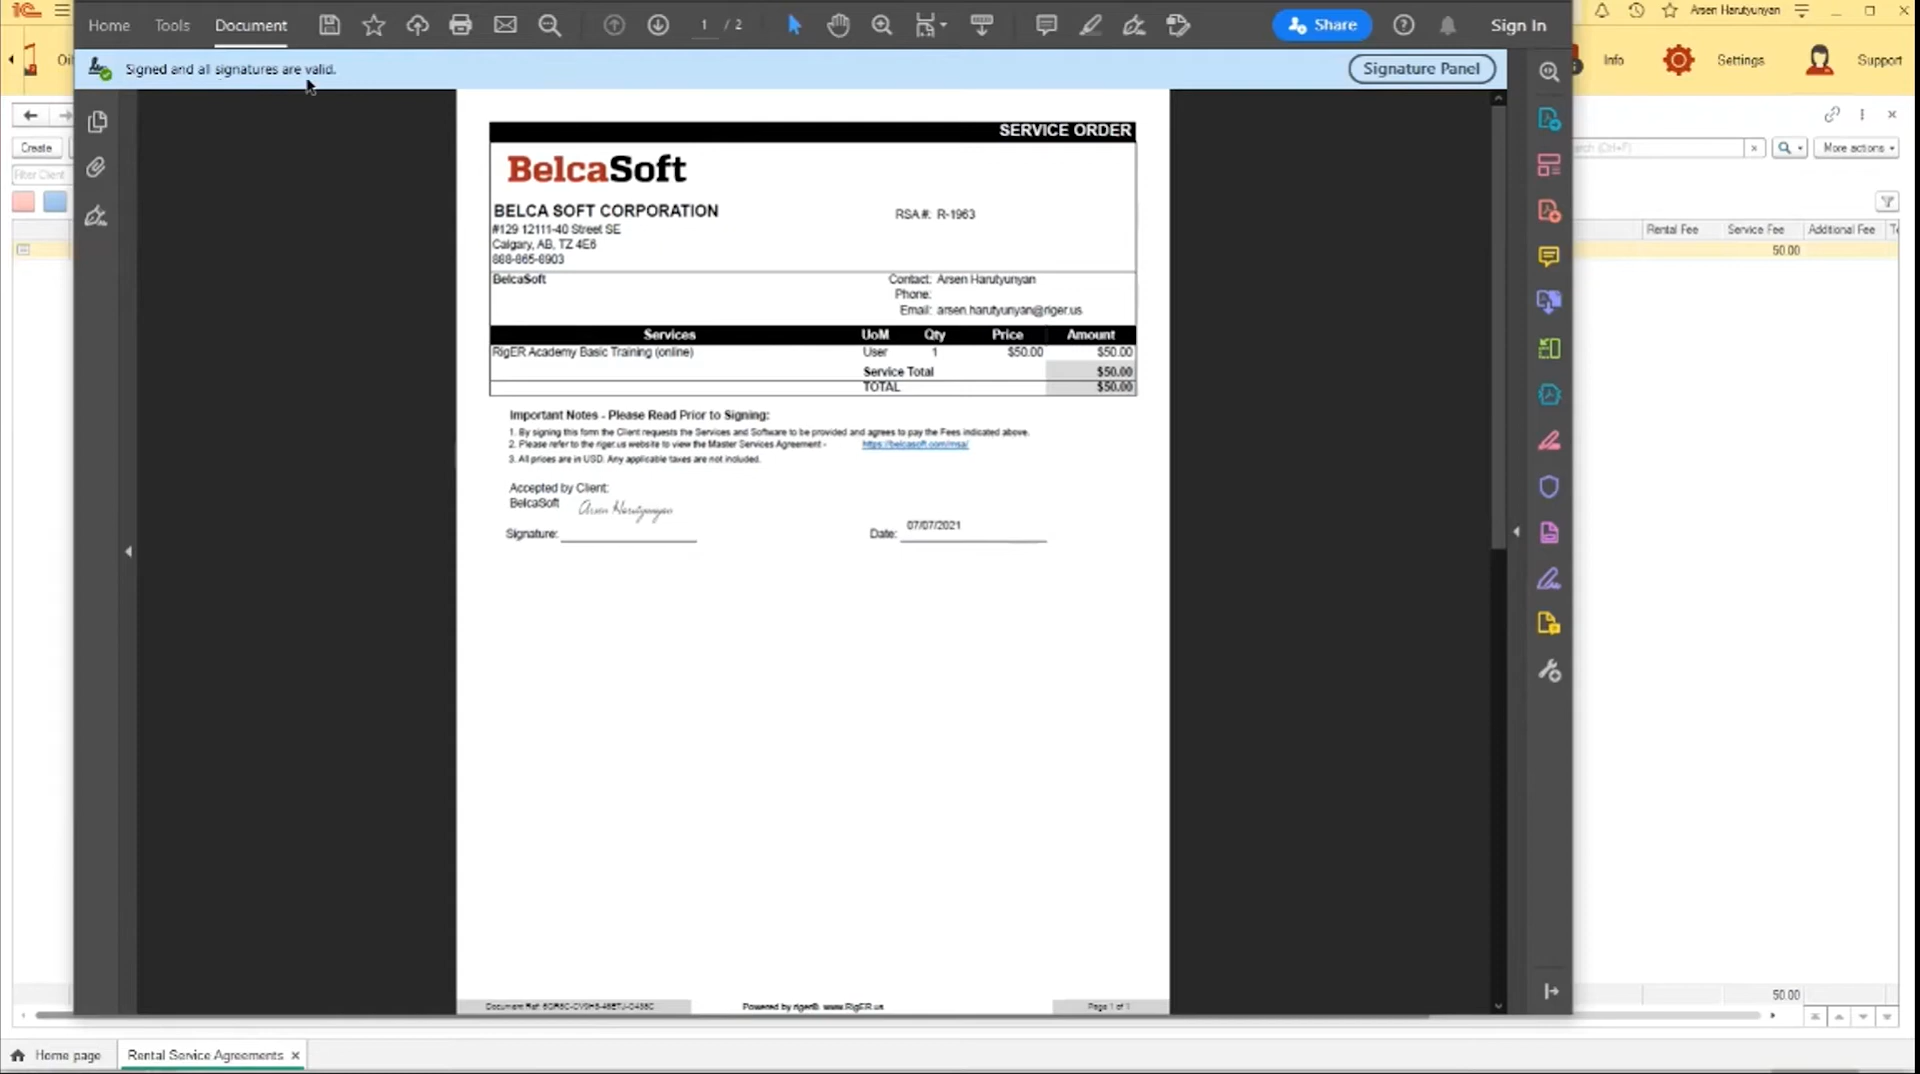 Home Tools Document 1 / 2 Share Sign In
Arsen Harutyunyan
Signed and all signatures are valid. Signature Panel
Oil
Info Settings Support
Create
More actions
Filter Client
Rental Fee Service Fee Additional Fee
50.00
SERVICE ORDER
BelcaSoft
BELCA SOFT CORPORATION RSA#: R-1963
#129 12111-40 Street SE
Calgary, AB, TZ 4E6
888-865-8903
BelcaSoft Contact: Arsen Harutyunyan
Phone:
Email: arsen.harutyunyan@riger.us
Services UoM Qty Price Amount
RigER Academy Basic Training (online) User 1 $50.00 $50.00
Service Total $50.00
TOTAL $50.00
Important Notes - Please Read Prior to Signing:
1. By signing this form the Client requests the Services and Software to be provided and agrees to pay the Fees indicated above.
2. Please refer to the riger.us website to view the Master Services Agreement - https://belcasoft.com/msa/
3. All prices are in USD. Any applicable taxes are not included.
Accepted by Client:
BelcaSoft Arsen Harutyunyan
Signature: Date: 07/07/2021
50.00
Powered by riger®: www.RigER.us Page 1 of 1
Home page Rental Service Agreements